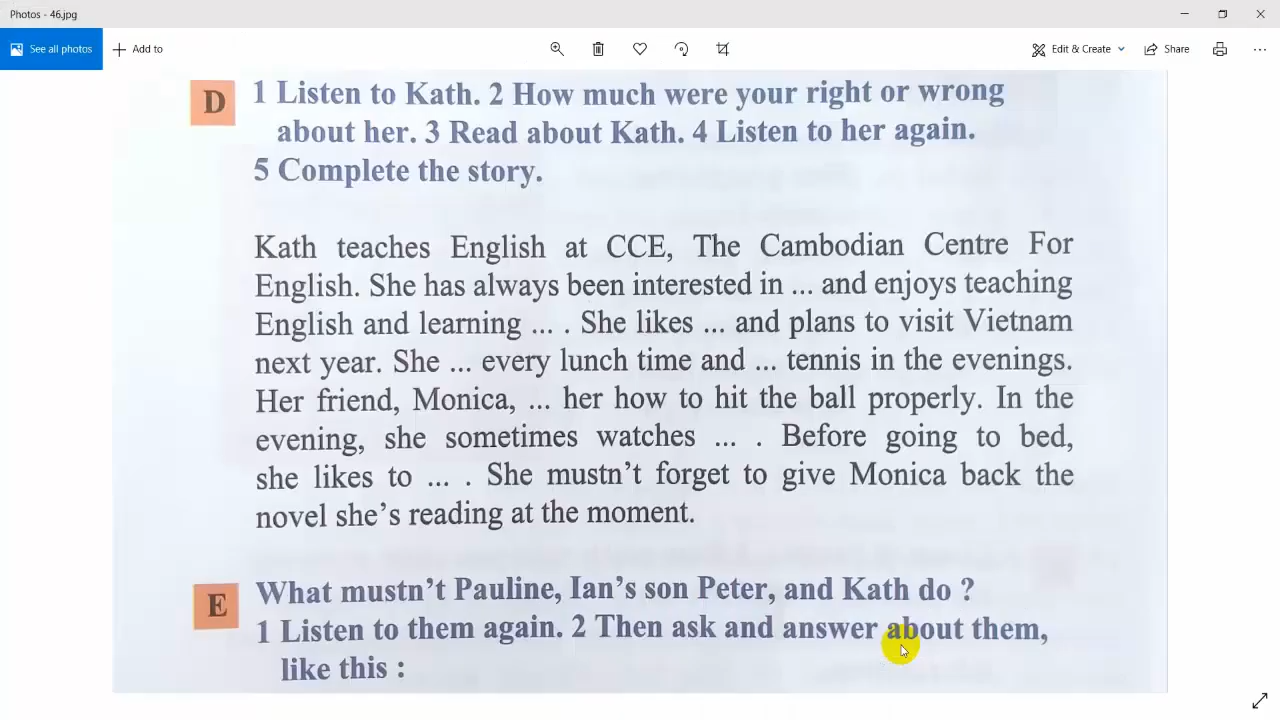 Photos - 46.jpg
See all photos
Add to
Edit & Create
Share
D
1 Listen to Kath. 2 How much were your right or wrong
about her. 3 Read about Kath. 4 Listen to her again.
5 Complete the story.
Kath teaches English at CCE, The Cambodian Centre For
English. She has always been interested in ... and enjoys teaching
English and learning ... . She likes ... and plans to visit Vietnam
next year. She ... every lunch time and ... tennis in the evenings.
Her friend, Monica, ... her how to hit the ball properly. In the
evening, she sometimes watches ... . Before going to bed,
she likes to ... . She mustn't forget to give Monica back the
novel she's reading at the moment.
E
What mustn't Pauline, Ian's son Peter, and Kath do ?
1 Listen to them again. 2 Then ask and answer about them,
like this :